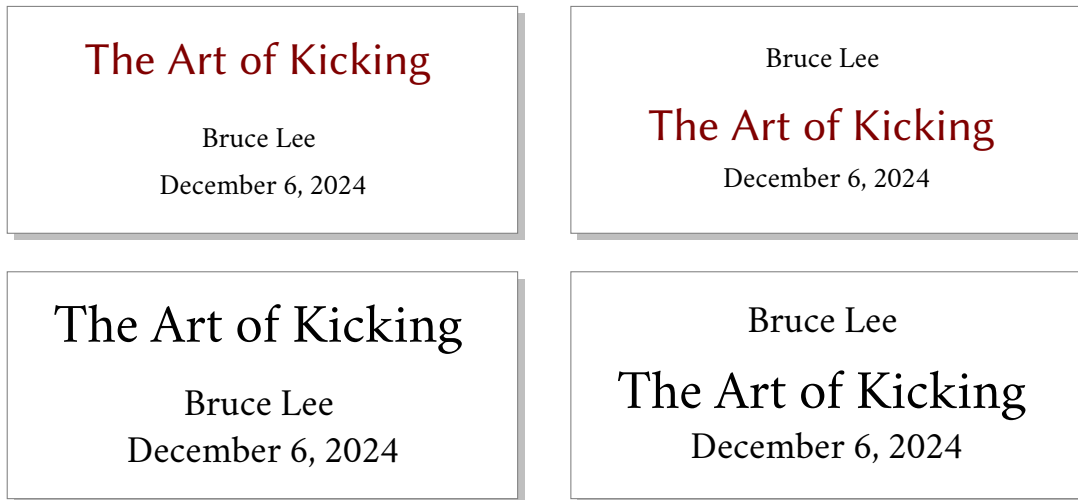 The Art of Kicking
Bruce Lee
December 6, 2024
Bruce Lee
The Art of Kicking
December 6, 2024
The Art of Kicking
Bruce Lee
December 6, 2024
Bruce Lee
The Art of Kicking
December 6, 2024